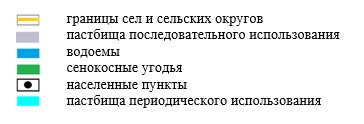 границы сел и сельских округов
пастбища последовательного использования
водоемы
сенокосные угодья
населенные пункты
пастбища периодического использования